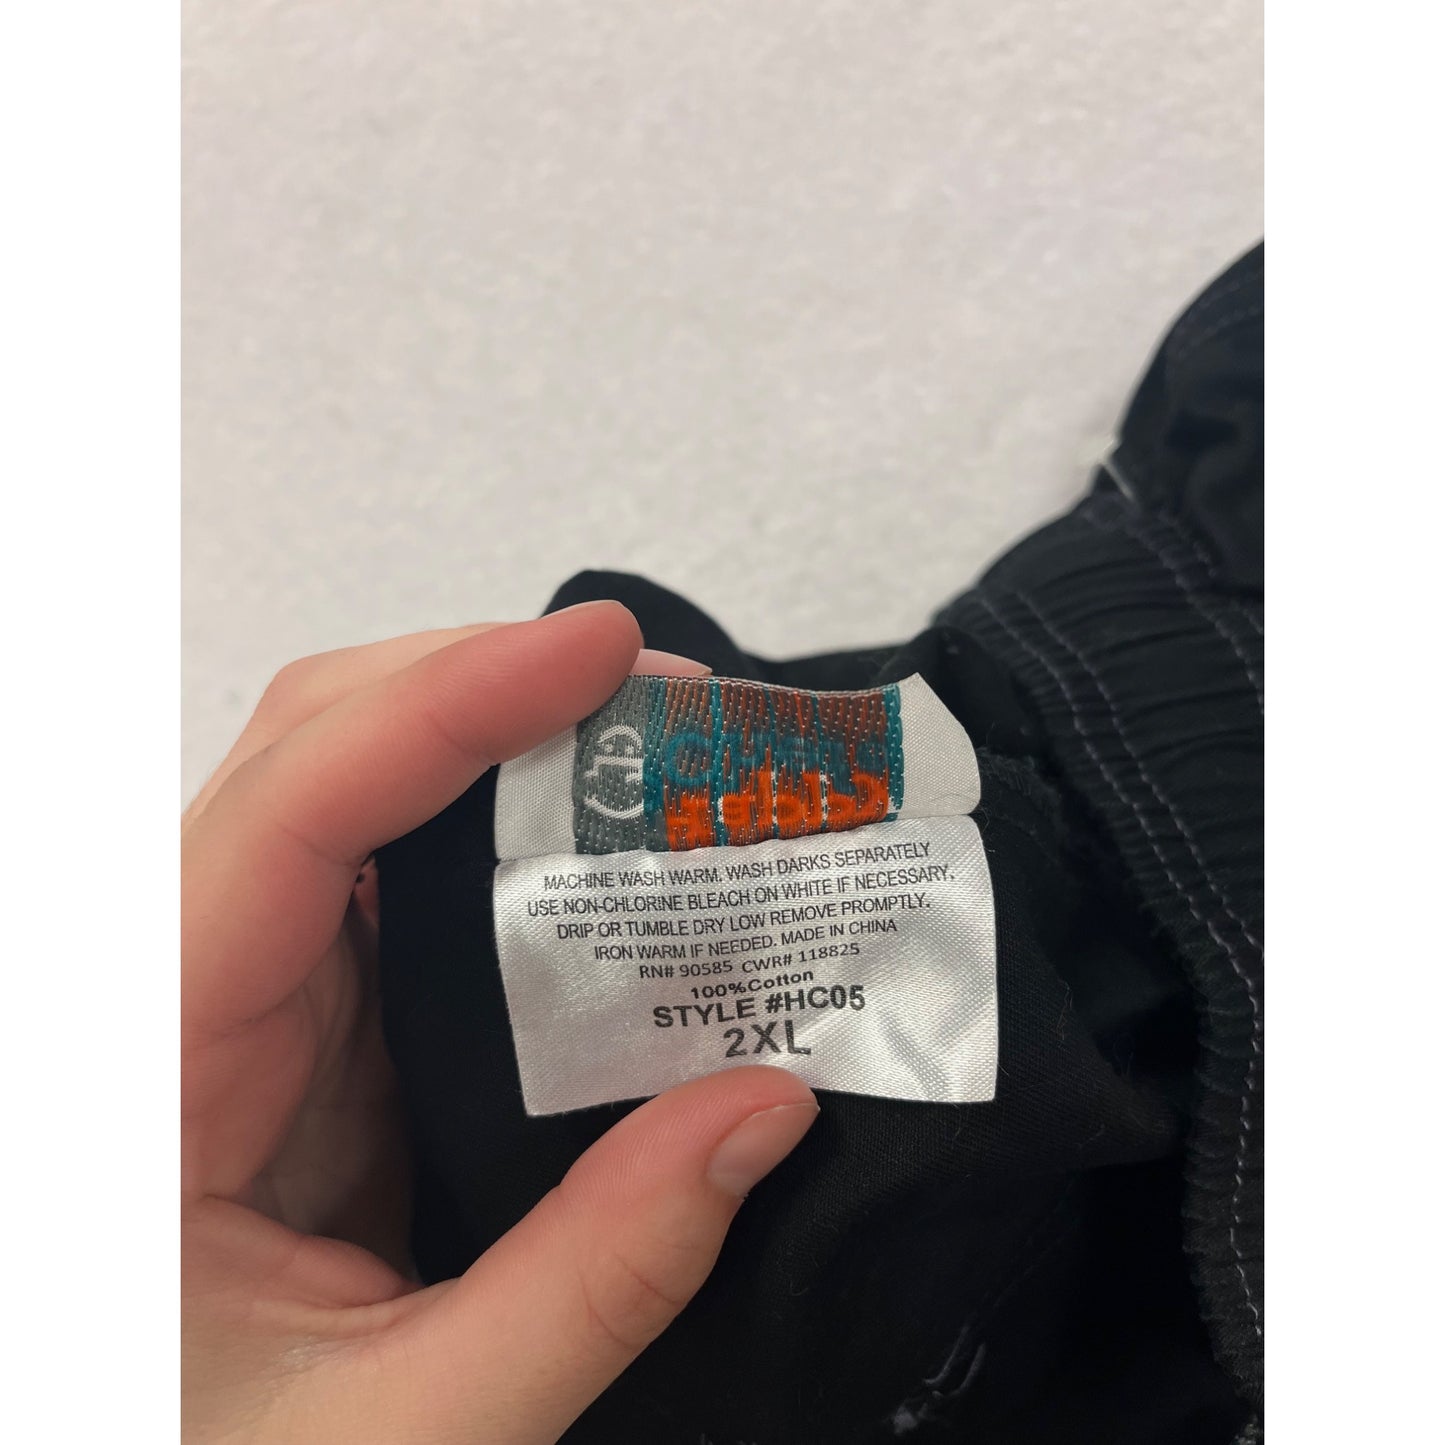 MACHINE WASH WARM. WASH DARKS SEPARATELY
USE NON-CHLORINE BLEACH ON WHITE IF NECESSARY.
DRIP OR TUMBLE DRY LOW REMOVE PROMPTLY.
IRON WARM IF NEEDED. MADE IN CHINA
RN# 90585 CWR# 118825
100%Cotton
STYLE #HC05
2XL